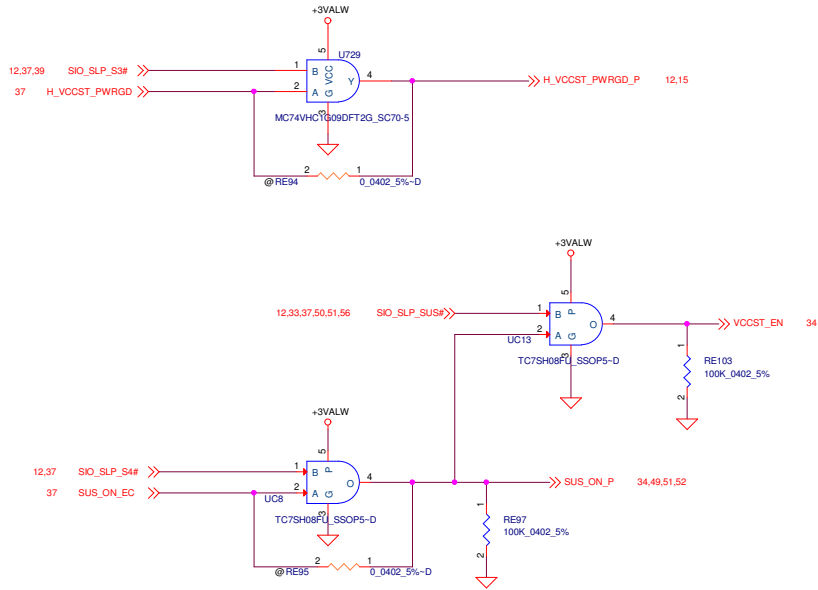 +3VALW
5
U729
12,37,39 SIO_SLP_S3# 1 B VCC Y 4 H_VCCST_PWRGD_P 12,15
37 H_VCCST_PWRGD 2 A G
3
MC74VHC1G09DFT2G_SC70-5
2 1
@RE94 0_0402_5%~D
+3VALW
5
12,33,37,50,51,56 SIO_SLP_SUS# 1 B P O 4 VCCST_EN 34
UC13 2 A G
3
TC7SH08FU_SSOP5~D
1
RE103
100K_0402_5%
2
+3VALW
5
12,37 SIO_SLP_S4# 1 B P O 4 SUS_ON_P 34,49,51,52
37 SUS_ON_EC 2 A G
UC8
3
TC7SH08FU_SSOP5~D
1
RE97
100K_0402_5%
2
2 1
@RE95 0_0402_5%~D